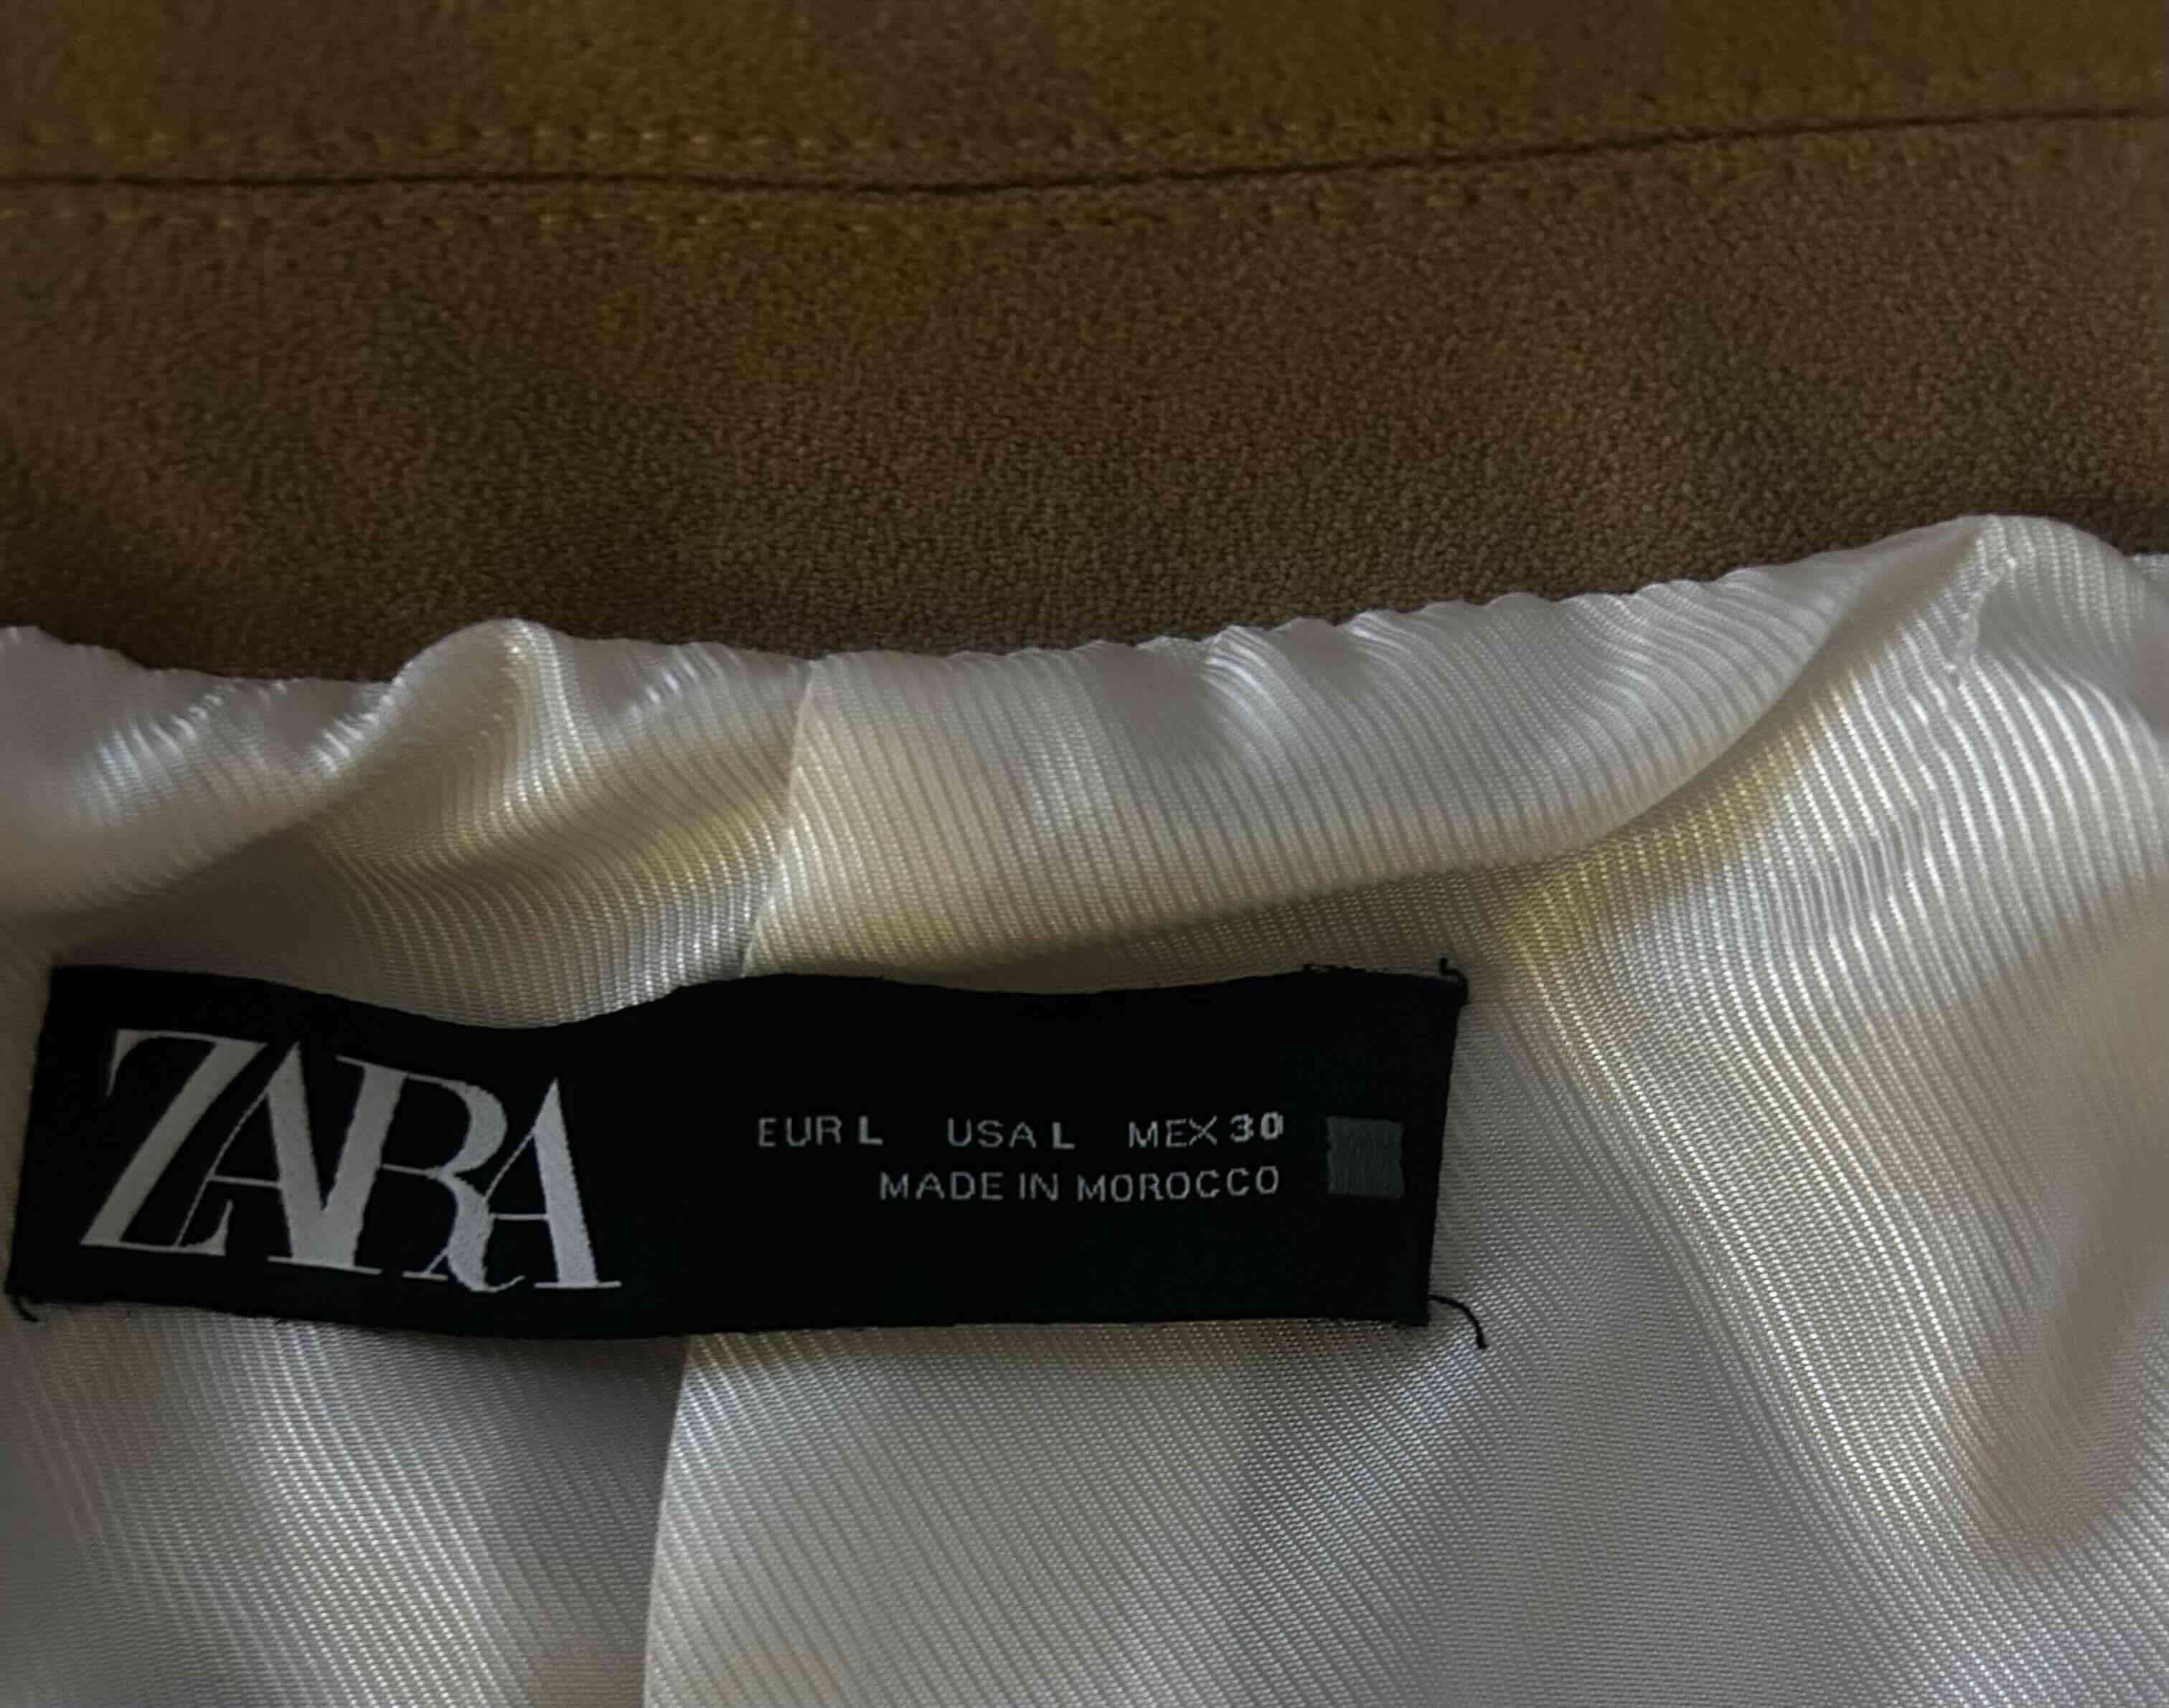 ZARA
EUR L USA L MEX 30
MADE IN MOROCCO